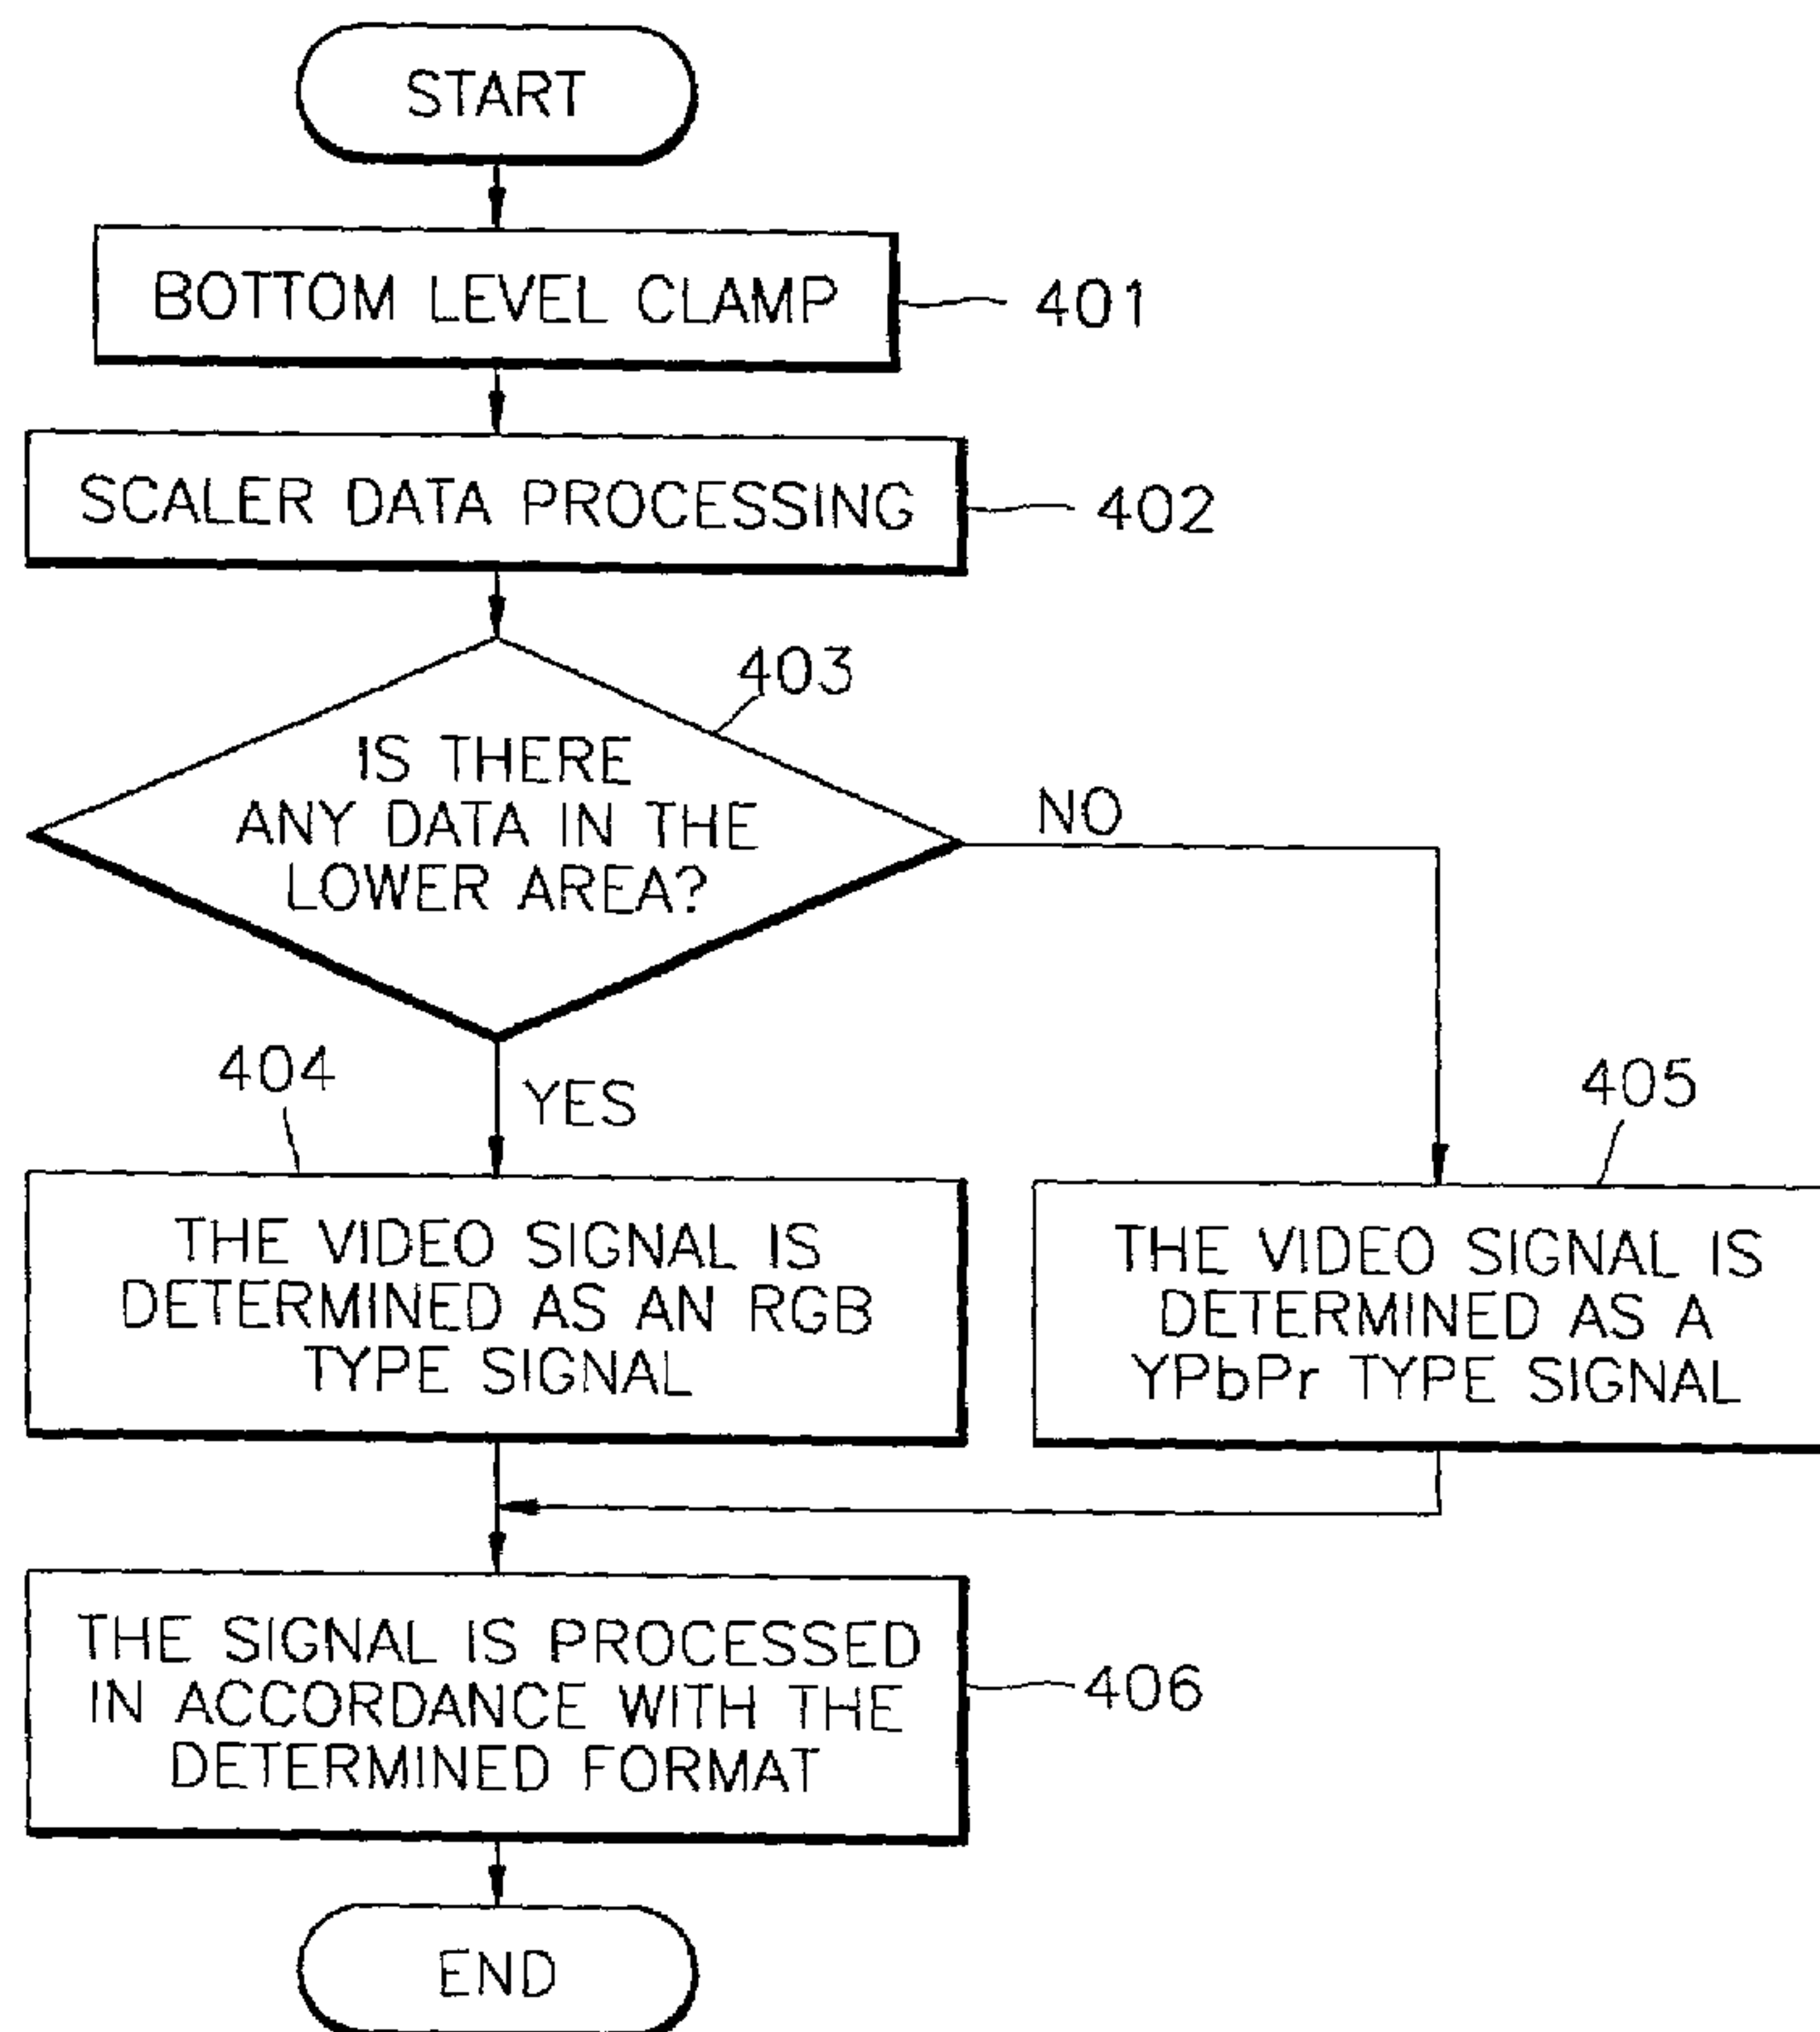 START
BOTTOM LEVEL CLAMP
401
SCALER DATA PROCESSING
402
403
IS THERE
ANY DATA IN THE
LOWER AREA?
NO
404
YES
405
THE VIDEO SIGNAL IS
DETERMINED AS AN RGB
TYPE SIGNAL
THE VIDEO SIGNAL IS
DETERMINED AS A
YPbPr TYPE SIGNAL
THE SIGNAL IS PROCESSED
IN ACCORDANCE WITH THE
DETERMINED FORMAT
406
END